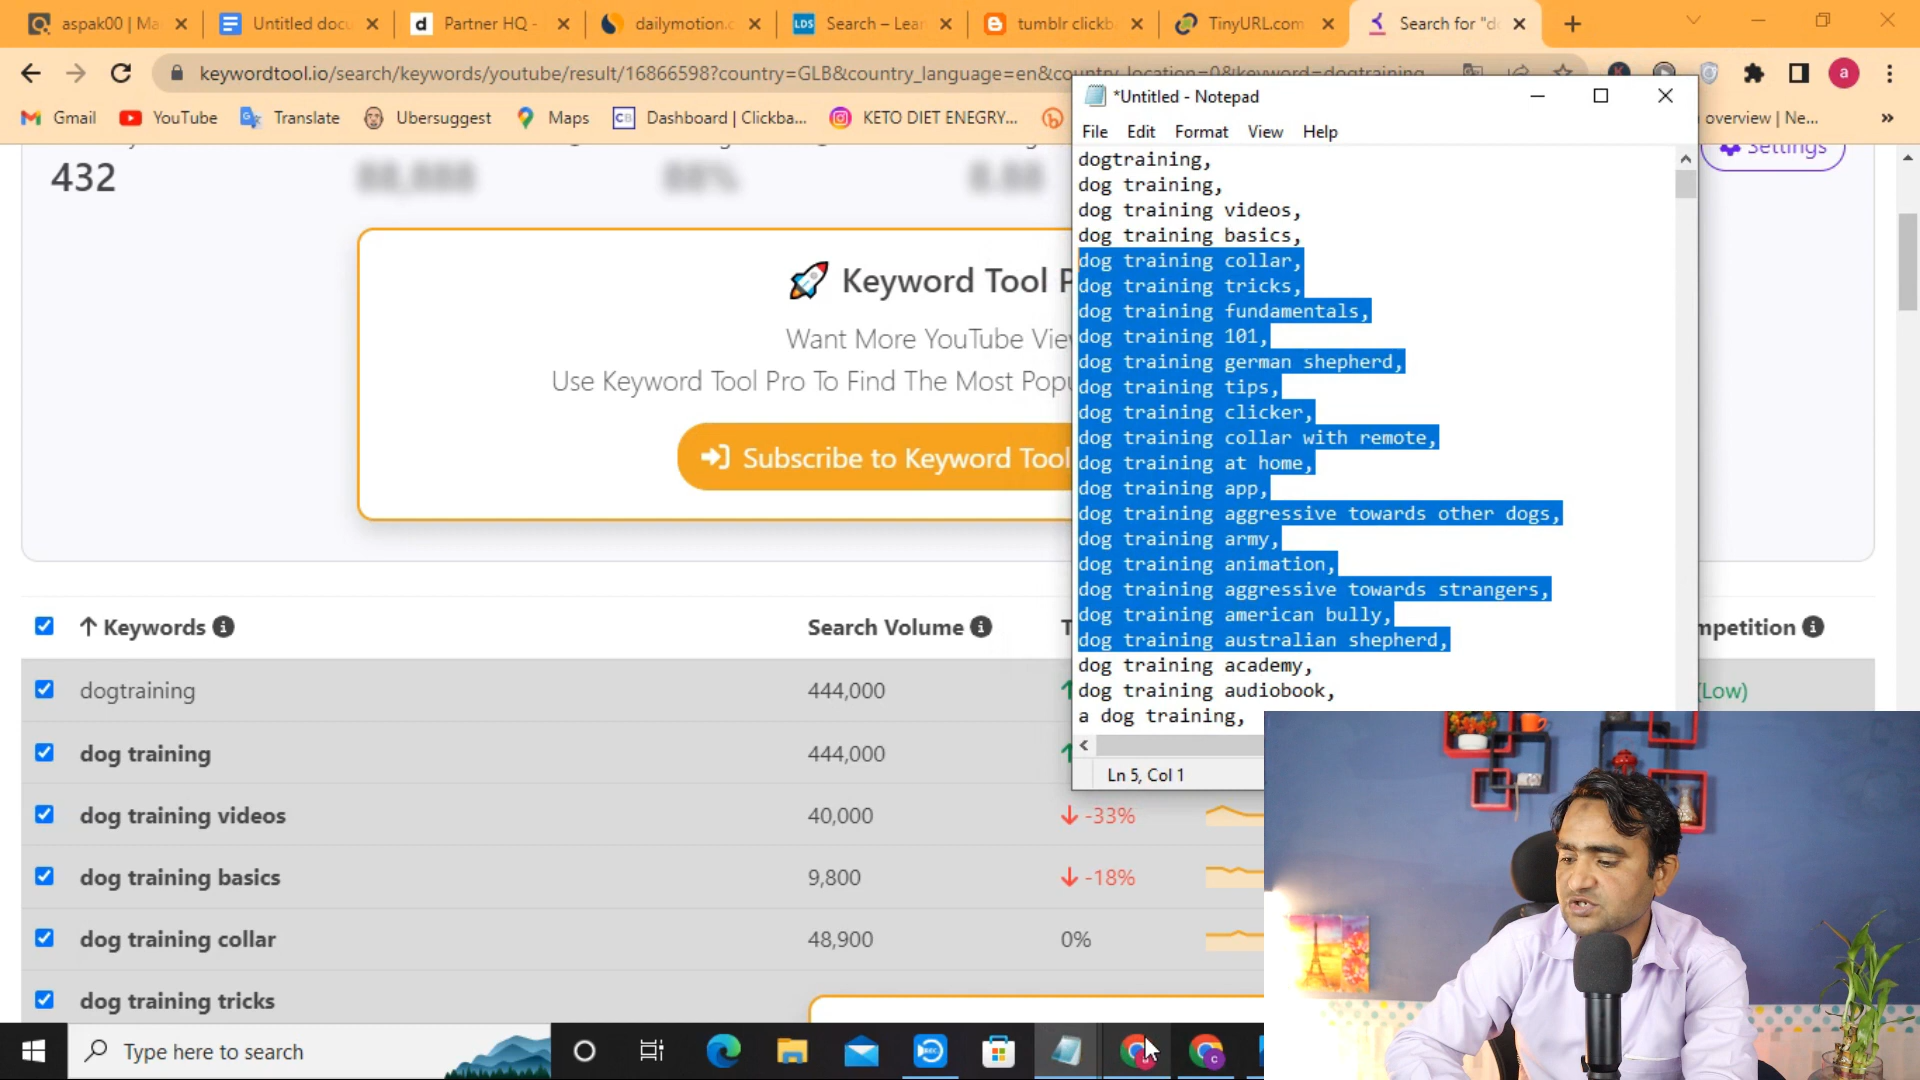 aspak00 | Ma
Untitled docu
Partner HQ -
dailymotion.c
Search – Lear
tumblr clickb
TinyURL.com
Search for "do
keywordtool.io/search/keywords/youtube/result/16866598?country=GLB&country_language=en&country_location=0&keyword=dogtraining
a
Gmail
YouTube
Translate
Ubersuggest
Maps
Dashboard | Clickba...
KETO DIET ENEGRY...
overview | Ne...
»
*Untitled - Notepad
File Edit Format View Help
dogtraining,
dog training,
dog training videos,
dog training basics,
dog training collar,
dog training tricks,
dog training fundamentals,
dog training 101,
dog training german shepherd,
dog training tips,
dog training clicker,
dog training collar with remote,
dog training at home,
dog training app,
dog training aggressive towards other dogs,
dog training army,
dog training animation,
dog training aggressive towards strangers,
dog training american bully,
dog training australian shepherd,
dog training academy,
dog training audiobook,
a dog training,
Ln 5, Col 1
Settings
432
Keyword Tool P
Want More YouTube Vie
Use Keyword Tool Pro To Find The Most Popu
Subscribe to Keyword Tool
Keywords
Search Volume
T
mpetition
dogtraining
444,000
(Low)
dog training
444,000
dog training videos
40,000
-33%
dog training basics
9,800
-18%
dog training collar
48,900
0%
dog training tricks
Type here to search